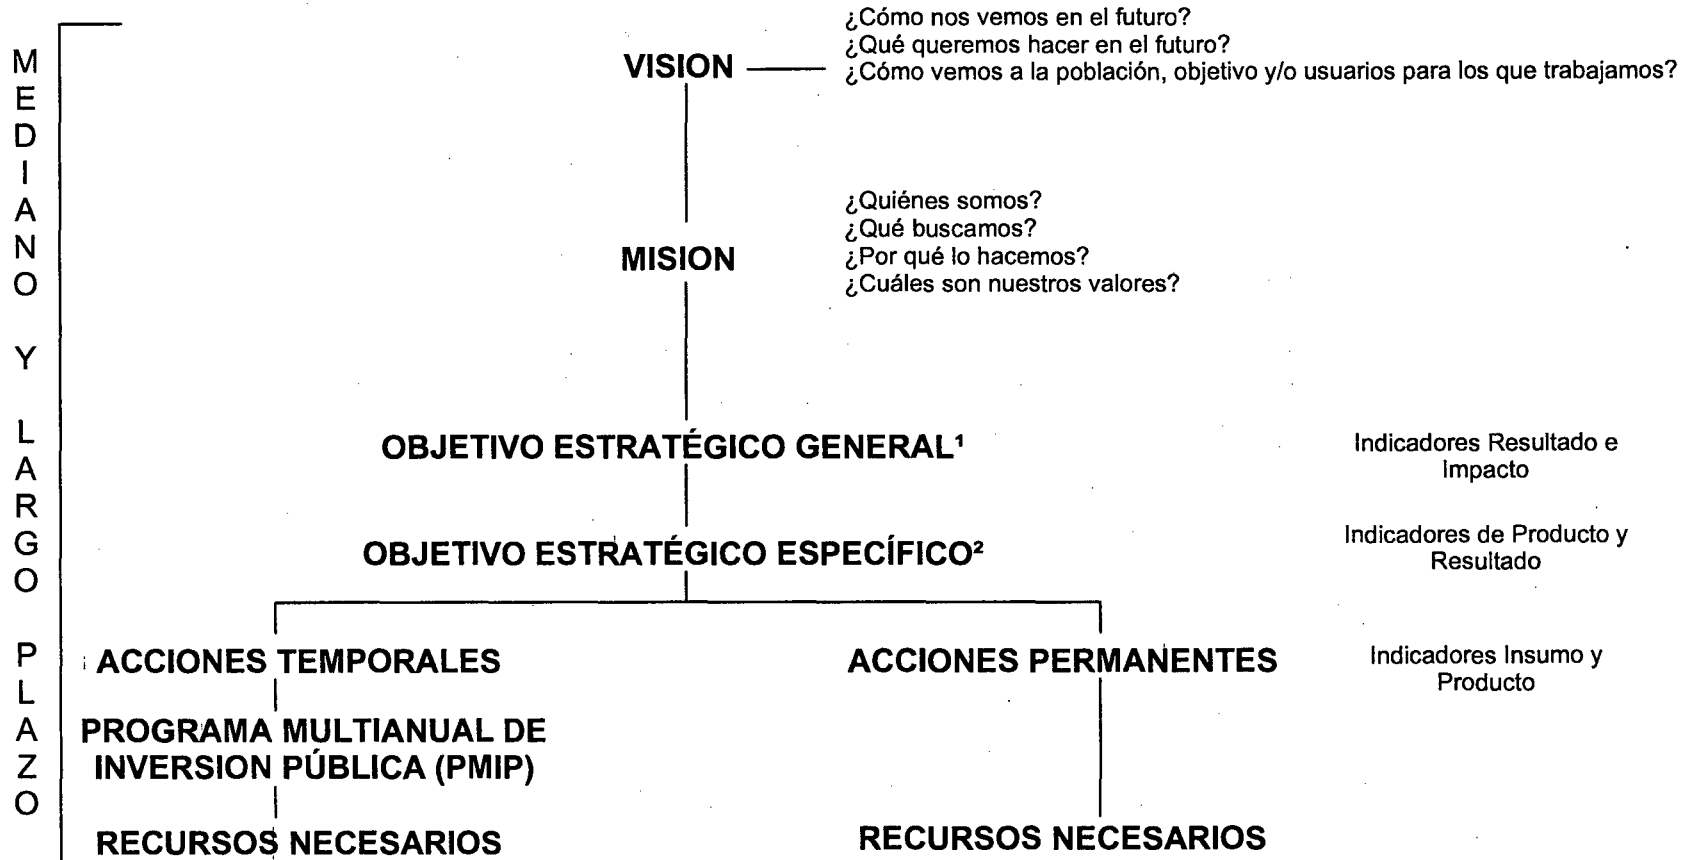 MEDIANO Y LARGO PLAZO
¿Cómo nos vemos en el futuro?
¿Qué queremos hacer en el futuro?
VISION
¿Cómo vemos a la población, objetivo y/o usuarios para los que trabajamos?
¿Quiénes somos?
¿Qué buscamos?
MISION
¿Por qué lo hacemos?
¿Cuáles son nuestros valores?
OBJETIVO ESTRATÉGICO GENERAL¹
Indicadores Resultado e
Impacto
OBJETIVO ESTRATÉGICO ESPECÍFICO²
Indicadores de Producto y
Resultado
ACCIONES TEMPORALES
ACCIONES PERMANENTES
Indicadores Insumo y
Producto
PROGRAMA MULTIANUAL DE
INVERSION PÚBLICA (PMIP)
RECURSOS NECESARIOS
RECURSOS NECESARIOS